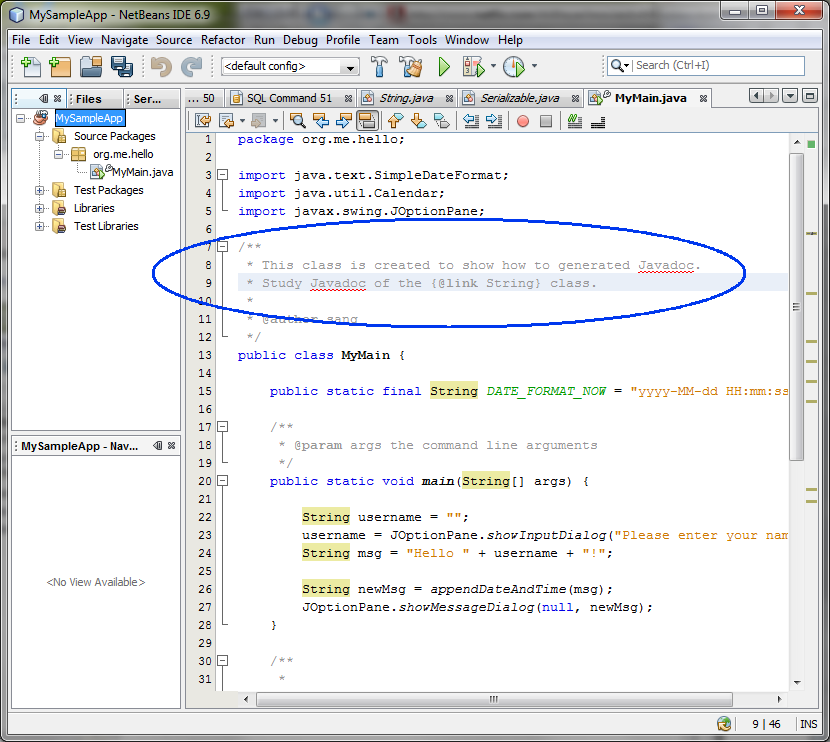 MySampleApp - NetBeans IDE 6.9
File Edit View Navigate Source Refactor Run Debug Profile Team Tools Window Help
<default config>
Search (Ctrl+I)
Files Ser...
... 50 SQL Command 51 String.java Serializable.java MyMain.java
MySampleApp
Source Packages
org.me.hello
MyMain.java
Test Packages
Libraries
Test Libraries
MySampleApp - Nav...
<No View Available>
1 package org.me.hello;
2
3 import java.text.SimpleDateFormat;
4 import java.util.Calendar;
5 import javax.swing.JOptionPane;
6
7 /**
8 * This class is created to show how to generated Javadoc.
9 * Study Javadoc of the {@link String} class.
10 *
11 * @author sang
12 */
13 public class MyMain {
14
15 public static final String DATE_FORMAT_NOW = "yyyy-MM-dd HH:mm:ss
16
17 /**
18 * @param args the command line arguments
19 */
20 public static void main(String[] args) {
21
22 String username = "";
23 username = JOptionPane.showInputDialog("Please enter your nam
24 String msg = "Hello " + username + "!";
25
26 String newMsg = appendDateAndTime(msg);
27 JOptionPane.showMessageDialog(null, newMsg);
28 }
29
30 /**
31 *
9 | 46 INS